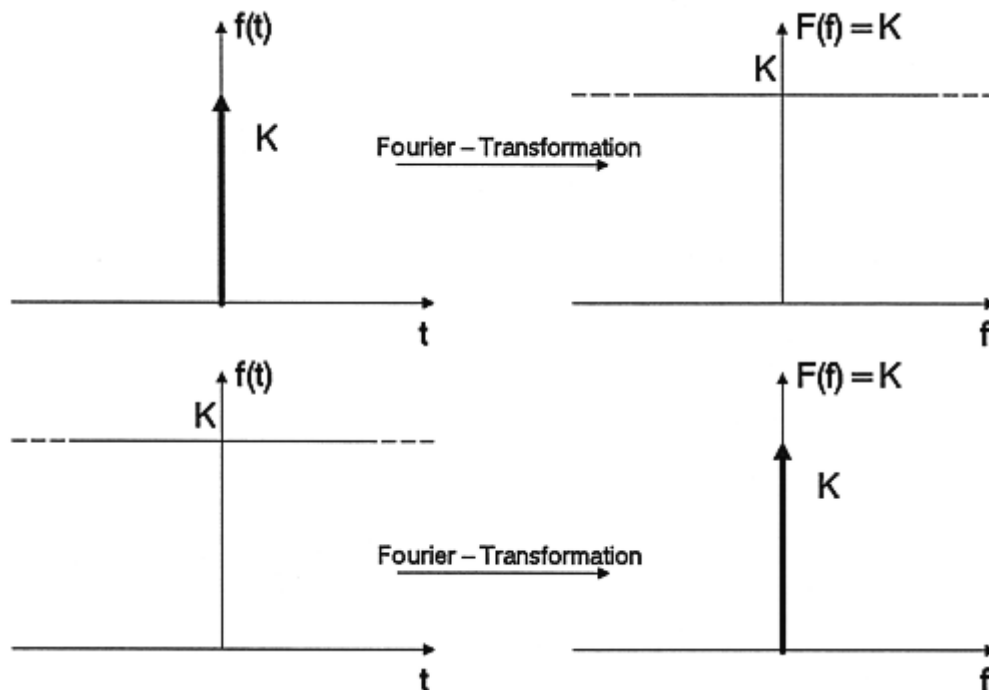 f(t)
F(f) = K
K
K
Fourier – Transformation
t
f
f(t)
F(f) = K
K
K
Fourier – Transformation
t
f